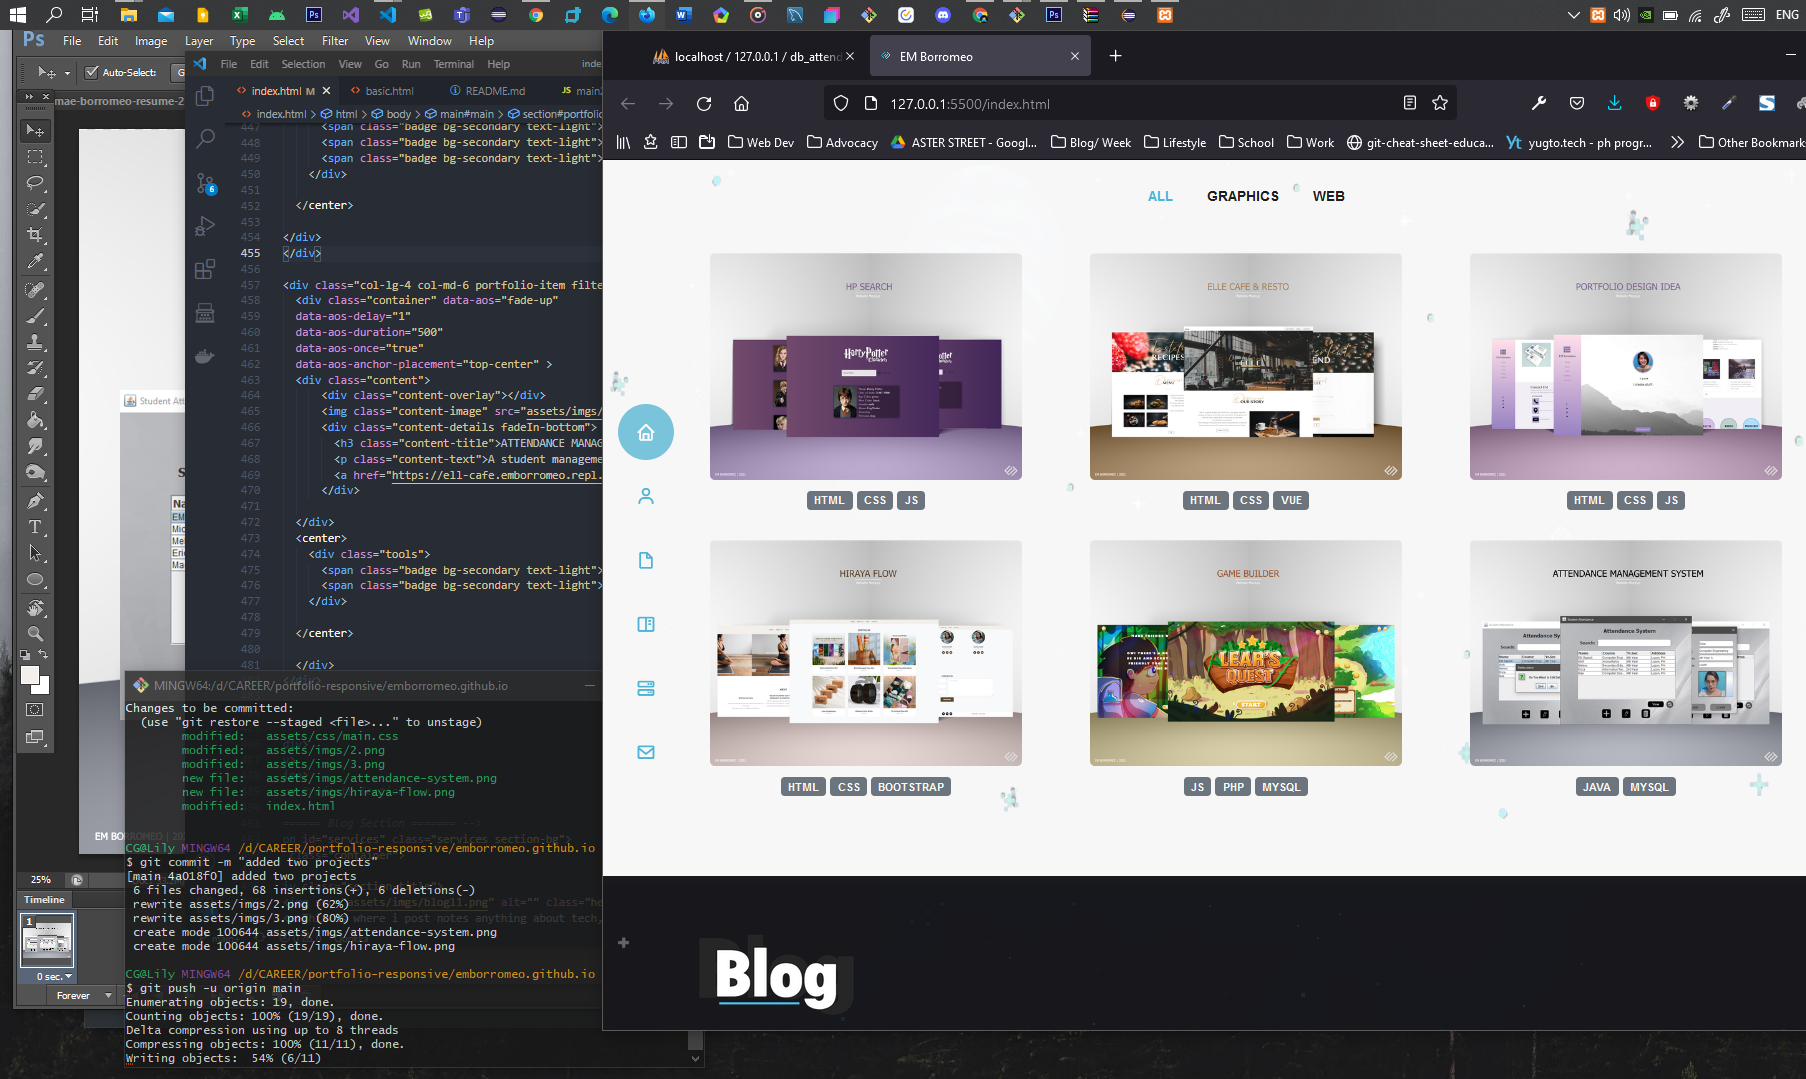 ENG
Ps File Edit Image Layer Type Select Filter View Window Help
Auto-Select:
mae-borromeo-resume-2
Student Att
EM BORROMEO | 20
25%
Timeline
1
0 sec.
Forever
File Edit Selection View Go Run Terminal Help
index.html M
basic.html
README.md
JS
index.html > html > body > main#main > section#portfolio
447 <span class="badge bg-secondary text-light">
448 <span class="badge bg-secondary text-light">
449 <span class="badge bg-secondary text-light">
450 </div>
451
452 </center>
453
454 </div>
455 </div>
456
457 <div class="col-lg-4 col-md-6 portfolio-item filte
458 <div class="container" data-aos="fade-up"
459 data-aos-delay="1"
460 data-aos-duration="500"
461 data-aos-once="true"
462 data-aos-anchor-placement="top-center" >
463 <div class="content">
464 <div class="content-overlay"></div>
465 <img class="content-image" src="assets/imgs/
466 <div class="content-details fadeIn-bottom">
467 <h3 class="content-title">ATTENDANCE MANAG
468 <p class="content-text">A student manageme
469 <a href="https://ell-cafe.emborromeo.repl.
470 </div>
471
472 </div>
473 <center>
474 <div class="tools">
475 <span class="badge bg-secondary text-light">
476 <span class="badge bg-secondary text-light">
477 </div>
478
479 </center>
480
481 </div>
MINGW64:/d/CAREER/portfolio-responsive/emborromeo.github.io
Changes to be committed:
(use "git restore --staged <file>..." to unstage)
modified: assets/css/main.css
modified: assets/imgs/2.png
modified: assets/imgs/3.png
new file: assets/imgs/attendance-system.png
new file: assets/imgs/hiraya-flow.png
modified: index.html
CG@Lily MINGW64 /d/CAREER/portfolio-responsive/emborromeo.github.io
$ git commit -m "added two projects"
[main 4a018f0] added two projects
6 files changed, 68 insertions(+), 6 deletions(-)
rewrite assets/imgs/2.png (62%)
rewrite assets/imgs/3.png (80%)
create mode 100644 assets/imgs/attendance-system.png
create mode 100644 assets/imgs/hiraya-flow.png
CG@Lily MINGW64 /d/CAREER/portfolio-responsive/emborromeo.github.io
$ git push -u origin main
Enumerating objects: 19, done.
Counting objects: 100% (19/19), done.
Delta compression using up to 8 threads
Compressing objects: 100% (11/11), done.
Writing objects: 54% (6/11)
localhost / 127.0.0.1 / db_attend
EM Borromeo
127.0.0.1:5500/index.html
Web Dev
Advocacy
ASTER STREET - Googl...
Blog/ Week
Lifestyle
School
Work
git-cheat-sheet-educa...
yugto.tech - ph progr...
Other Bookmarks
ALL GRAPHICS WEB
HP SEARCH
Harry Potter
HTML CSS JS
ELLE CAFE & RESTO
RECIPES
OUR STORY
HTML CSS VUE
PORTFOLIO DESIGN IDEA
HTML CSS JS
HIRAYA FLOW
HTML CSS BOOTSTRAP
GAME BUILDER
LEAR'S QUEST
START
JS PHP MYSQL
ATTENDANCE MANAGEMENT SYSTEM
Attendance System
JAVA MYSQL
Blog